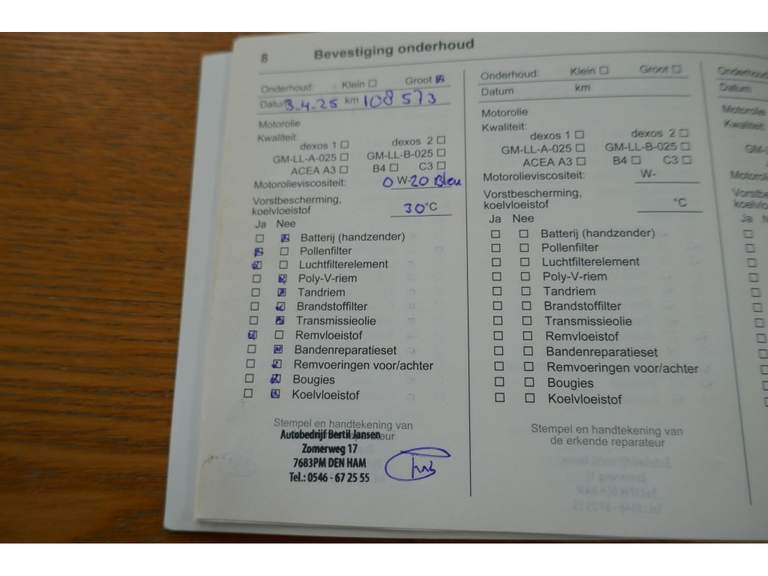 8 Bevestiging onderhoud
Onderhoud: Klein ☐ Groot ☒
Datum 3.4.25 km 108573
Motorolie
Kwaliteit:
dexos 1 ☐ dexos 2 ☐
GM-LL-A-025 ☐ GM-LL-B-025 ☐
ACEA A3 ☐ B4 ☐ C3 ☐
Motorolieviscositeit: 0 W-20 Bleu
Vorstbescherming,
koelvloeistof 30°C
Ja Nee
☐ ☒ Batterij (handzender)
☒ ☐ Pollenfilter
☒ ☐ Luchtfilterelement
☐ ☒ Poly-V-riem
☐ ☒ Tandriem
☐ ☒ Brandstoffilter
☐ ☒ Transmissieolie
☒ ☐ Remvloeistof
☐ ☒ Bandenreparatieset
☐ ☒ Remvoeringen voor/achter
☐ ☒ Bougies
☐ ☒ Koelvloeistof
Stempel en handtekening van
Autobedrijf Bertil Jansen
Zomerweg 17
7683PM DEN HAM
Tel.: 0546 - 67 25 55
Onderhoud: Klein ☐ Groot ☐
Datum km
Motorolie
Kwaliteit:
dexos 1 ☐ dexos 2 ☐
GM-LL-A-025 ☐ GM-LL-B-025 ☐
ACEA A3 ☐ B4 ☐ C3 ☐
Motorolieviscositeit: W-
Vorstbescherming,
koelvloeistof °C
Ja Nee
☐ ☐ Batterij (handzender)
☐ ☐ Pollenfilter
☐ ☐ Luchtfilterelement
☐ ☐ Poly-V-riem
☐ ☐ Tandriem
☐ ☐ Brandstoffilter
☐ ☐ Transmissieolie
☐ ☐ Remvloeistof
☐ ☐ Bandenreparatieset
☐ ☐ Remvoeringen voor/achter
☐ ☐ Bougies
☐ ☐ Koelvloeistof
Stempel en handtekening van
de erkende reparateur
Datum
Motorolie
Ja